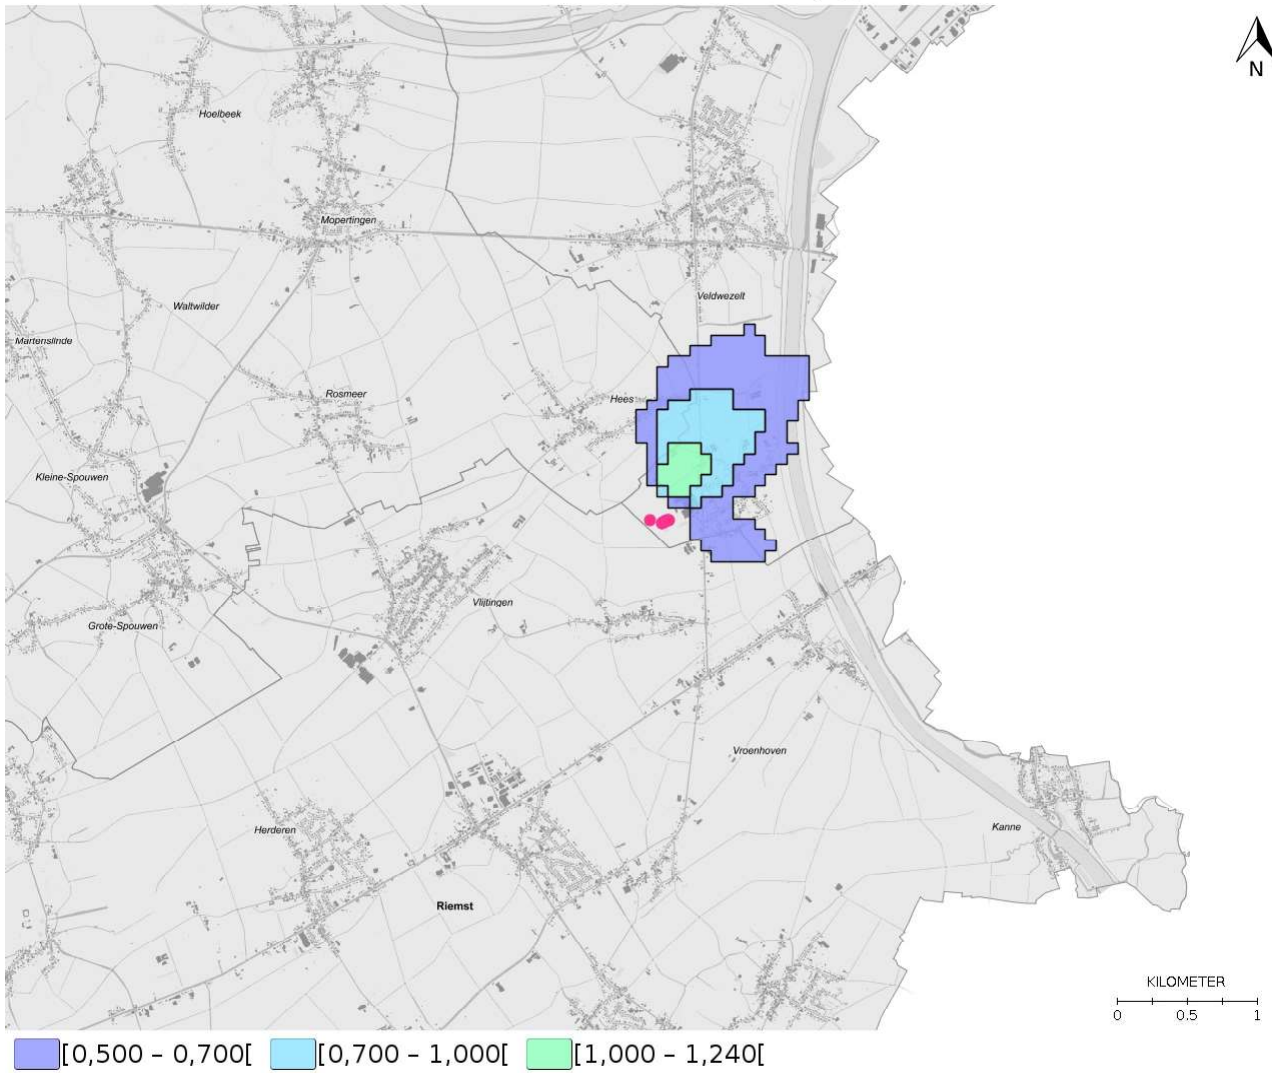 N
Hoelbeek
Mopertingen
Veldwezelt
Waltwilder
Martenslinde
Rosmeer
Hees
Kleine-Spouwen
Vlijtingen
Grote-Spouwen
Vroenhoven
Herderen
Kanne
Riemst
KILOMETER
0 0.5 1
[0,500 – 0,700[ [0,700 – 1,000[ [1,000 – 1,240[